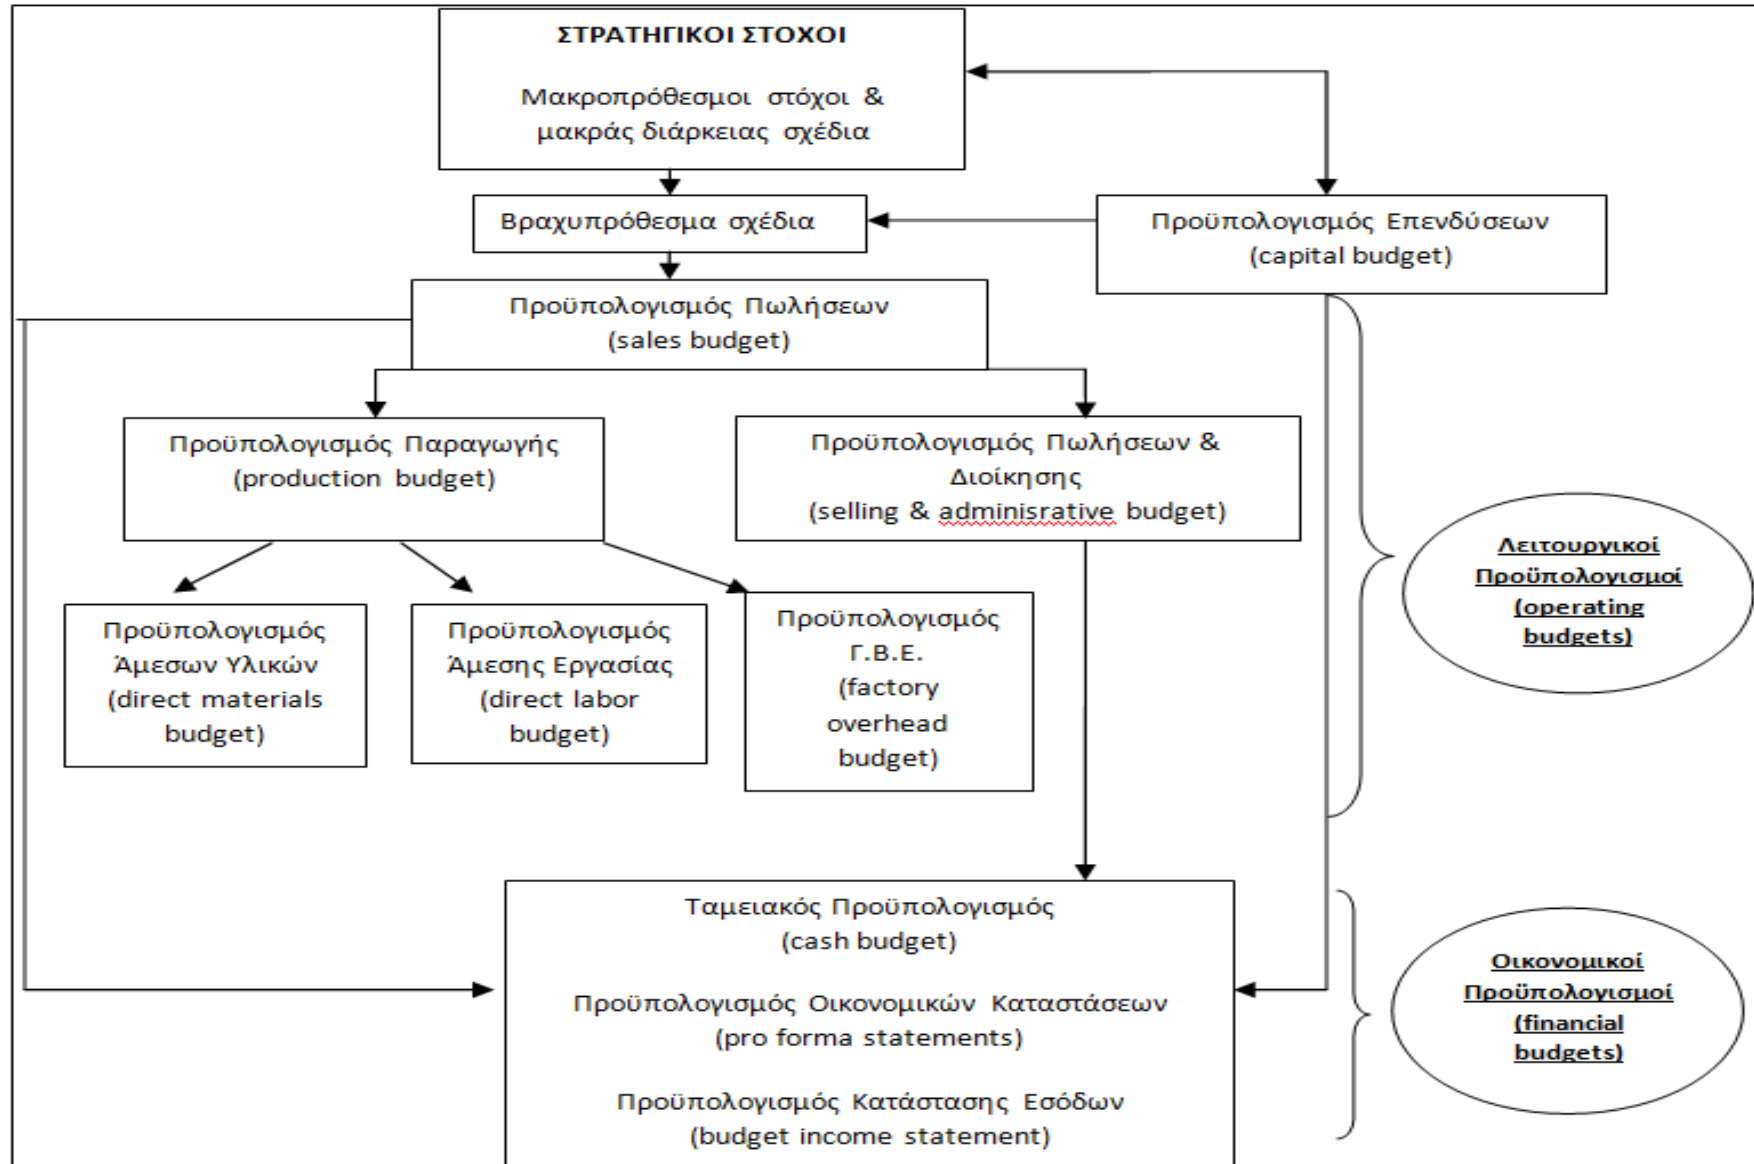 ΣΤΡΑΤΗΓΙΚΟΙ ΣΤΟΧΟΙ
Μακροπρόθεσμοι στόχοι &
μακράς διάρκειας σχέδια
Βραχυπρόθεσμα σχέδια
Προϋπολογισμός Επενδύσεων
(capital budget)
Προϋπολογισμός Πωλήσεων
(sales budget)
Προϋπολογισμός Παραγωγής
(production budget)
Προϋπολογισμός Πωλήσεων &
Διοίκησης
(selling & adminisrative budget)
Προϋπολογισμός
Άμεσων Υλικών
(direct materials
budget)
Προϋπολογισμός
Άμεσης Εργασίας
(direct labor
budget)
Προϋπολογισμός
Γ.Β.Ε.
(factory
overhead
budget)
Λειτουργικοί
Προϋπολογισμοί
(operating
budgets)
Ταμειακός Προϋπολογισμός
(cash budget)
Προϋπολογισμός Οικονομικών Καταστάσεων
(pro forma statements)
Προϋπολογισμός Κατάστασης Εσόδων
(budget income statement)
Οικονομικοί
Προϋπολογισμοί
(financial
budgets)